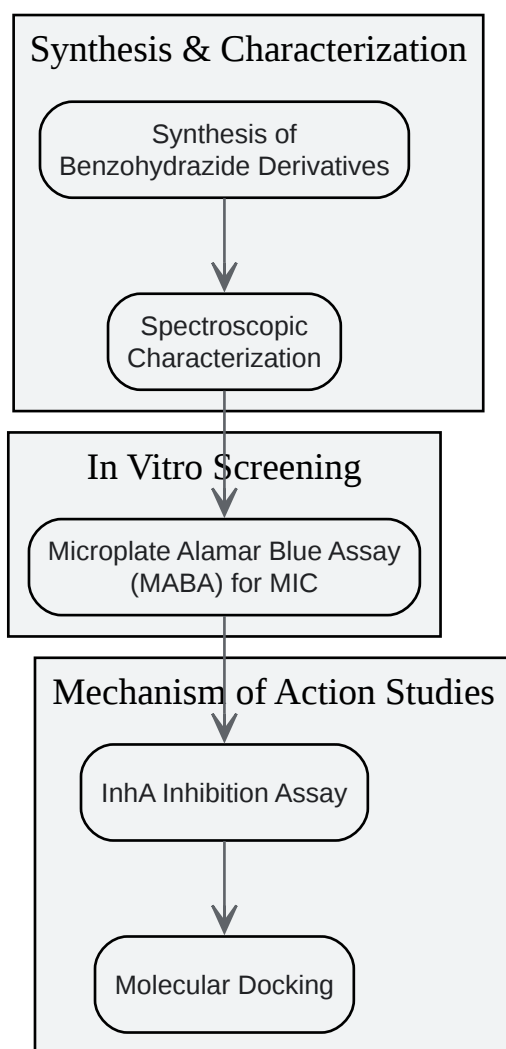 Synthesis & Characterization
Synthesis of
Benzohydrazide Derivatives
Spectroscopic
Characterization
In Vitro Screening
Microplate Alamar Blue Assay
(MABA) for MIC
Mechanism of Action Studies
InhA Inhibition Assay
Molecular Docking